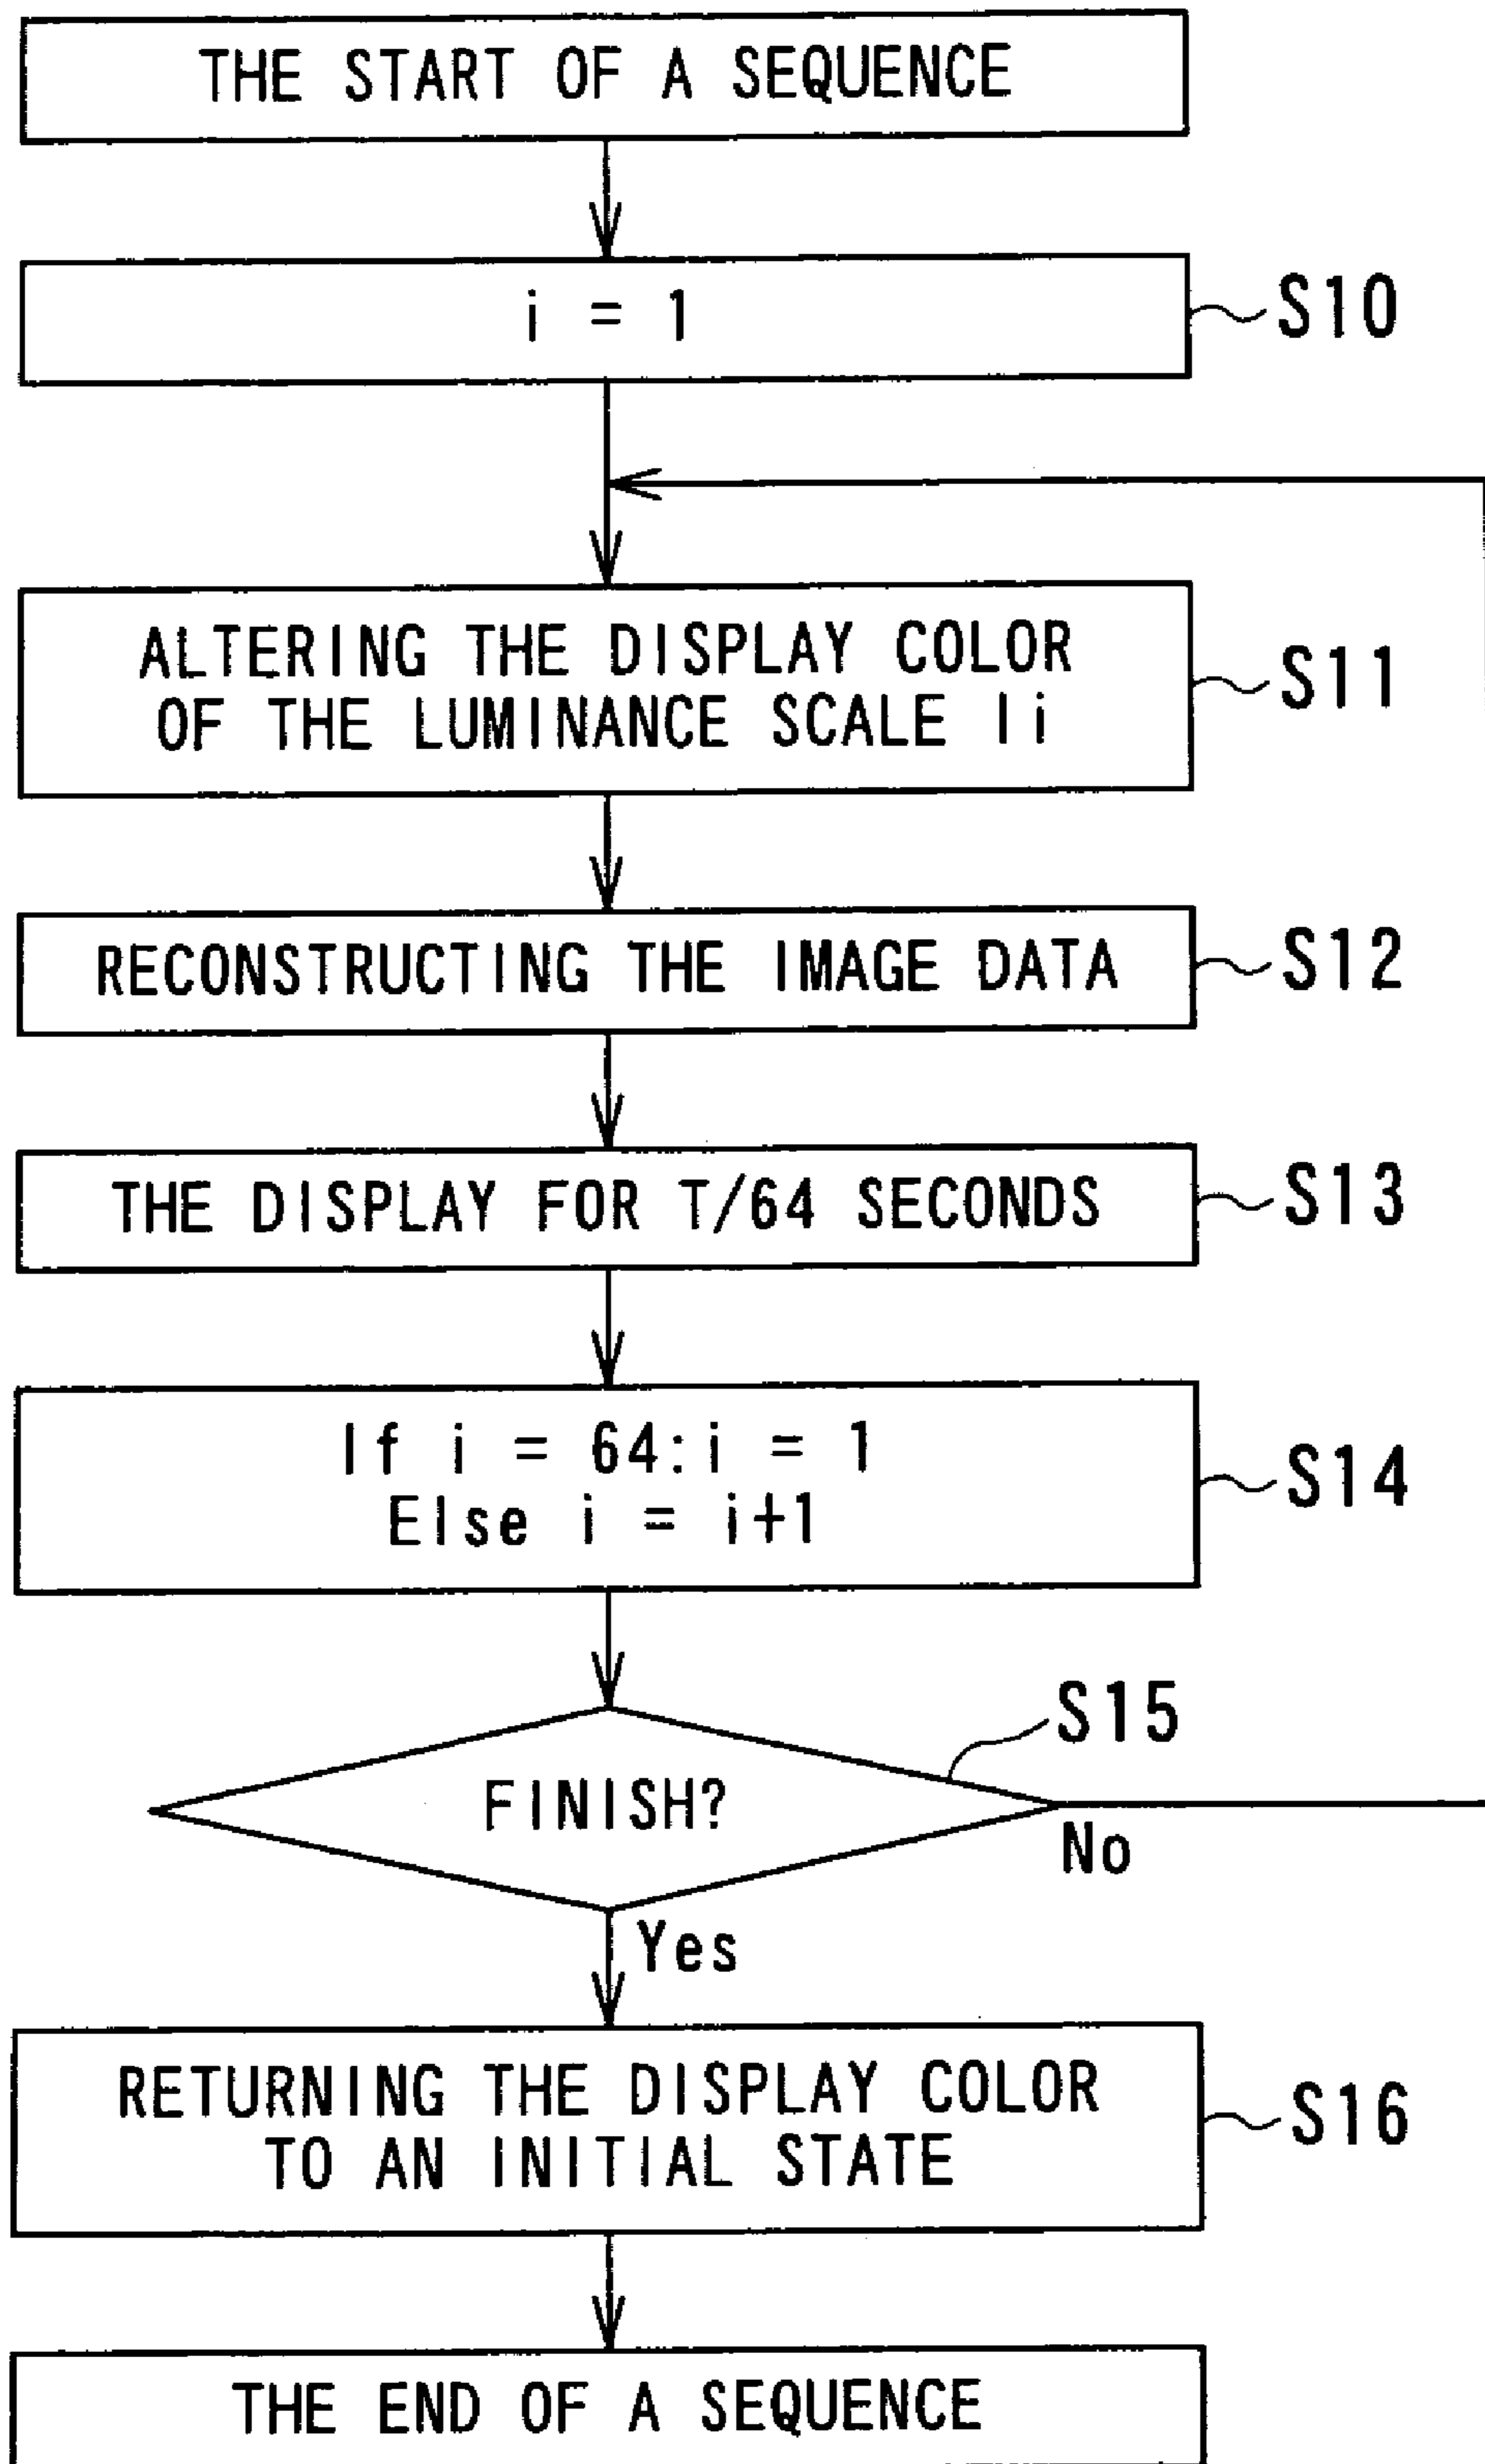 THE START OF A SEQUENCE
i = 1
S10
ALTERING THE DISPLAY COLOR
OF THE LUMINANCE SCALE Ii
S11
RECONSTRUCTING THE IMAGE DATA
S12
THE DISPLAY FOR T/64 SECONDS
S13
If i = 64:i = 1
Else i = i+1
S14
S15
FINISH?
No
Yes
RETURNING THE DISPLAY COLOR
TO AN INITIAL STATE
S16
THE END OF A SEQUENCE